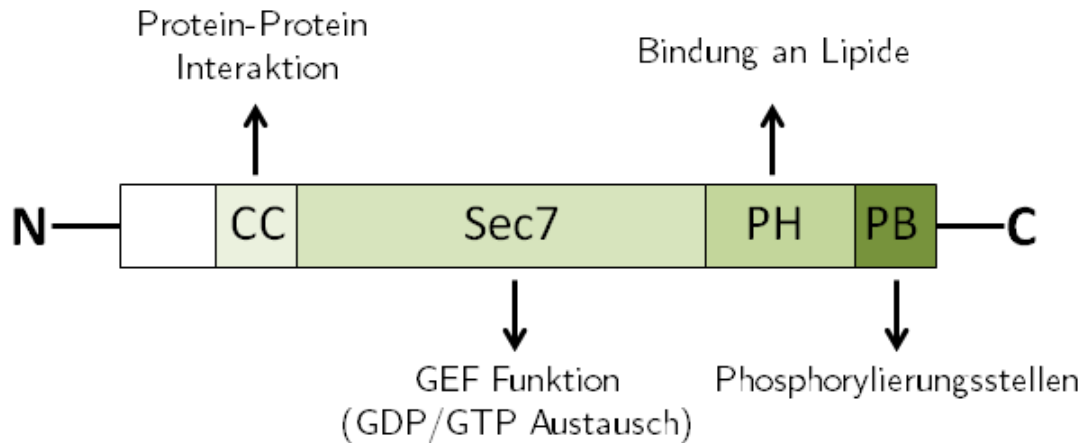 Protein-Protein
Interaktion
Bindung an Lipide
N
CC
Sec7
PH
PB
C
GEF Funktion
(GDP/GTP Austausch)
Phosphorylierungsstellen